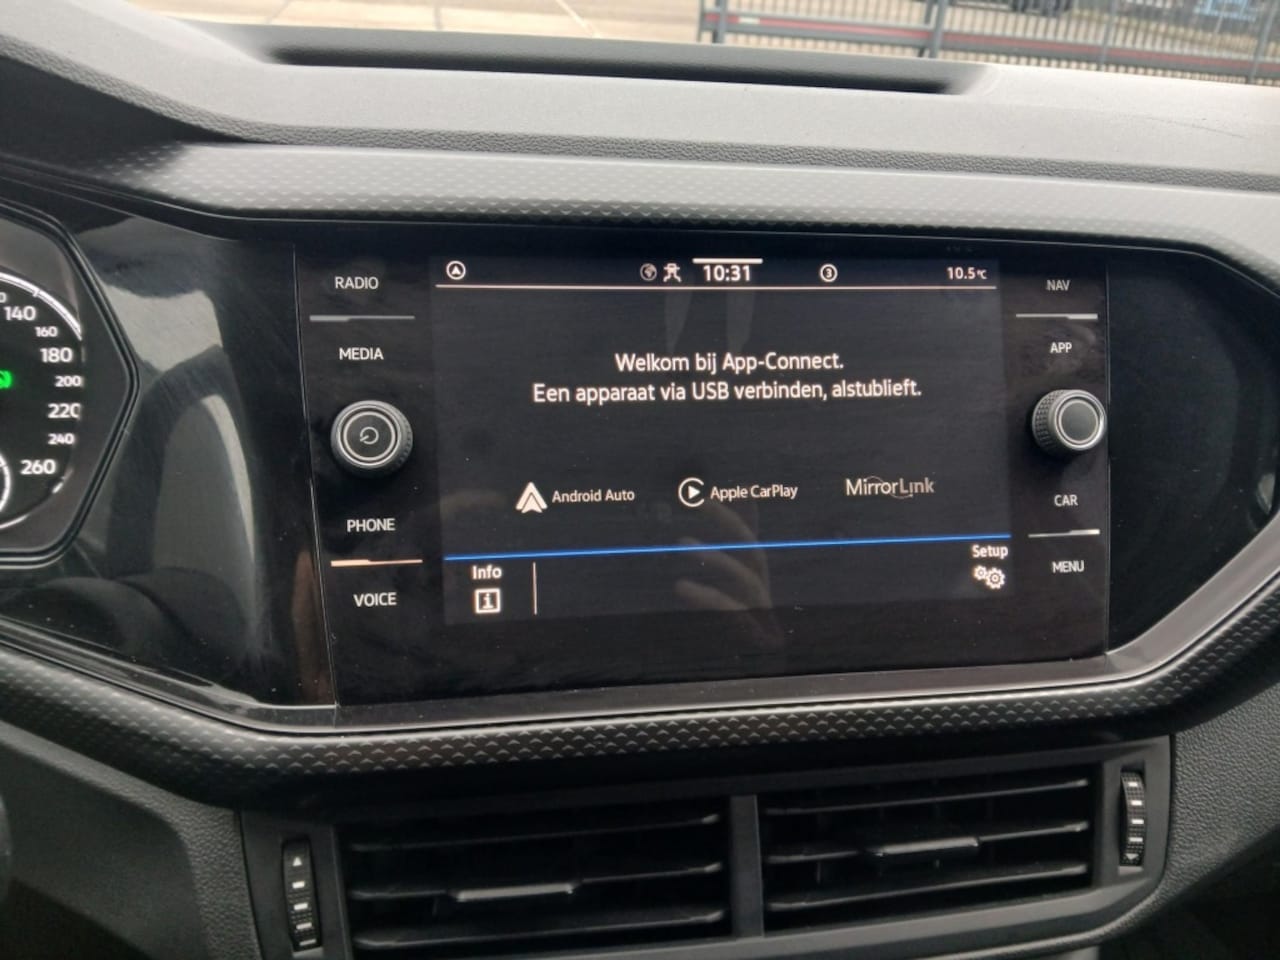 RADIO
MEDIA
PHONE
VOICE
10:31
3
10.5°C
Welkom bij App-Connect.
Een apparaat via USB verbinden, alstublieft.
Android Auto
Apple CarPlay
MirrorLink
Info
Setup
NAV
APP
CAR
MENU
140
160
180
200
220
240
260